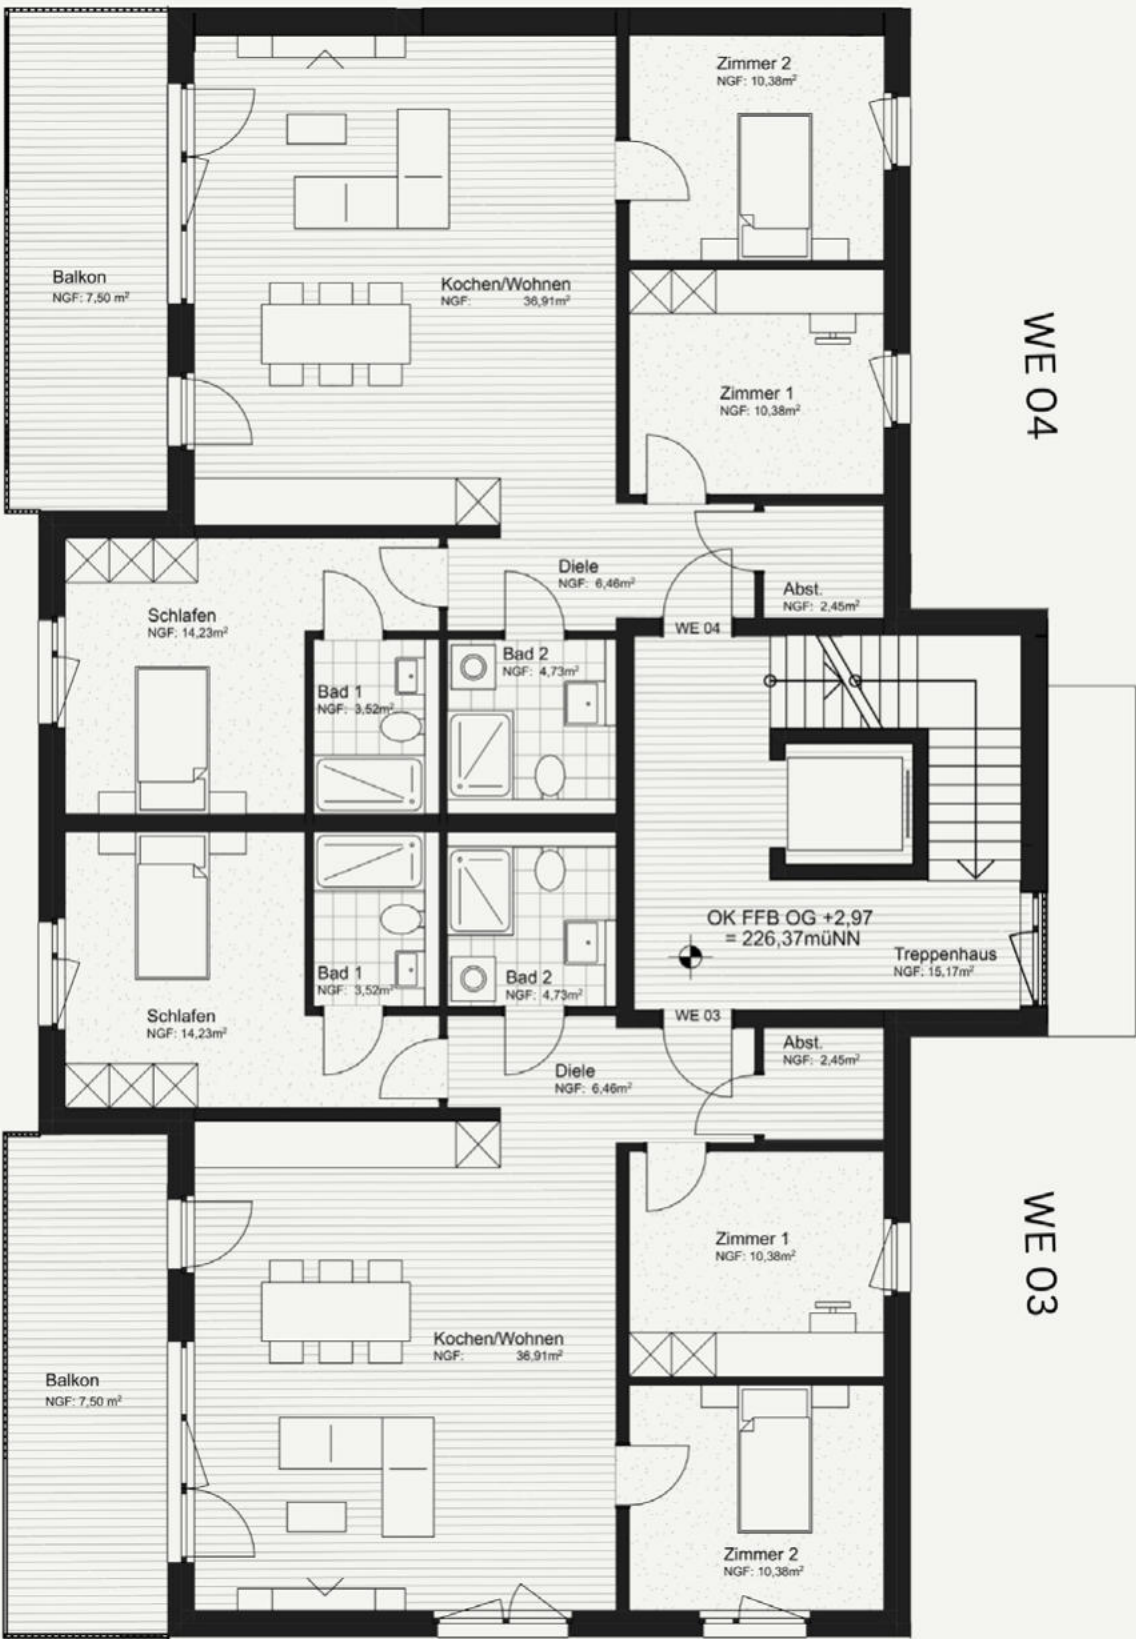 Zimmer 2
NGF: 10,38m²
Balkon
NGF: 7,50 m²
Kochen/Wohnen
NGF: 36,91m²
Zimmer 1
NGF: 10,38m²
WE 04
Diele
NGF: 6,46m²
Abst.
NGF: 2,45m²
Schlafen
NGF: 14,23m²
WE 04
Bad 2
NGF: 4,73m²
Bad 1
NGF: 3,52m²
OK FFB OG +2,97
= 226,37müNN
Treppenhaus
NGF: 15,17m²
Bad 1
NGF: 3,52m²
Bad 2
NGF: 4,73m²
Schlafen
NGF: 14,23m²
WE 03
Abst.
NGF: 2,45m²
Diele
NGF: 6,46m²
Zimmer 1
NGF: 10,38m²
WE 03
Kochen/Wohnen
NGF: 36,91m²
Balkon
NGF: 7,50 m²
Zimmer 2
NGF: 10,38m²